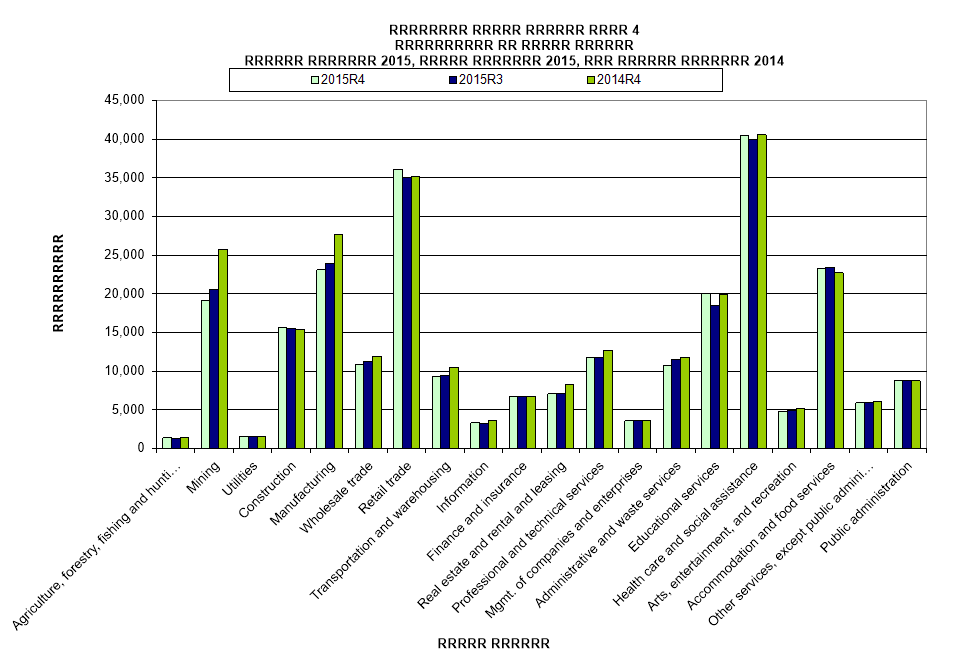 RRRRRRRR RRRRR RRRRRR RRRR 4
RRRRRRRRRR RR RRRRR RRRRRR
RRRRRR RRRRRRR 2015, RRRRR RRRRRRR 2015, RRR RRRRRR RRRRRRR 2014
2015R4 2015R3 2014R4
45,000
40,000
35,000
30,000
25,000
20,000
15,000
10,000
5,000
0
RRRRRRRRRR
Agriculture, forestry, fishing and hunti...
Mining
Utilities
Construction
Manufacturing
Wholesale trade
Retail trade
Transportation and warehousing
Information
Finance and insurance
Real estate and rental and leasing
Professional and technical services
Mgmt. of companies and enterprises
Administrative and waste services
Educational services
Health care and social assistance
Arts, entertainment, and recreation
Accommodation and food services
Other services, except public admini...
Public administration
RRRRR RRRRRR